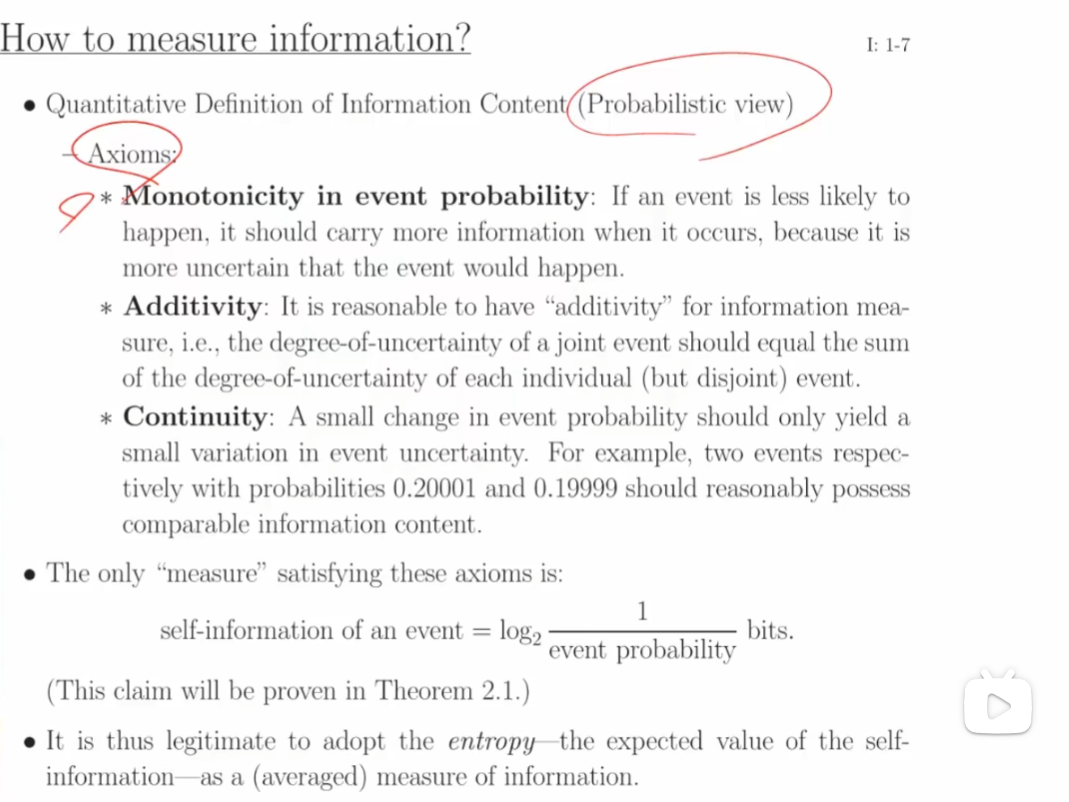 How to measure information?
I: 1-7
• Quantitative Definition of Information Content (Probabilistic view)
– Axioms:
∗ Monotonicity in event probability: If an event is less likely to
happen, it should carry more information when it occurs, because it is
more uncertain that the event would happen.
∗ Additivity: It is reasonable to have “additivity” for information mea-
sure, i.e., the degree-of-uncertainty of a joint event should equal the sum
of the degree-of-uncertainty of each individual (but disjoint) event.
∗ Continuity: A small change in event probability should only yield a
small variation in event uncertainty. For example, two events respec-
tively with probabilities 0.20001 and 0.19999 should reasonably possess
comparable information content.
• The only “measure” satisfying these axioms is:
self-information of an event = log₂ 1 / event probability bits.
(This claim will be proven in Theorem 2.1.)
• It is thus legitimate to adopt the entropy—the expected value of the self-
information—as a (averaged) measure of information.